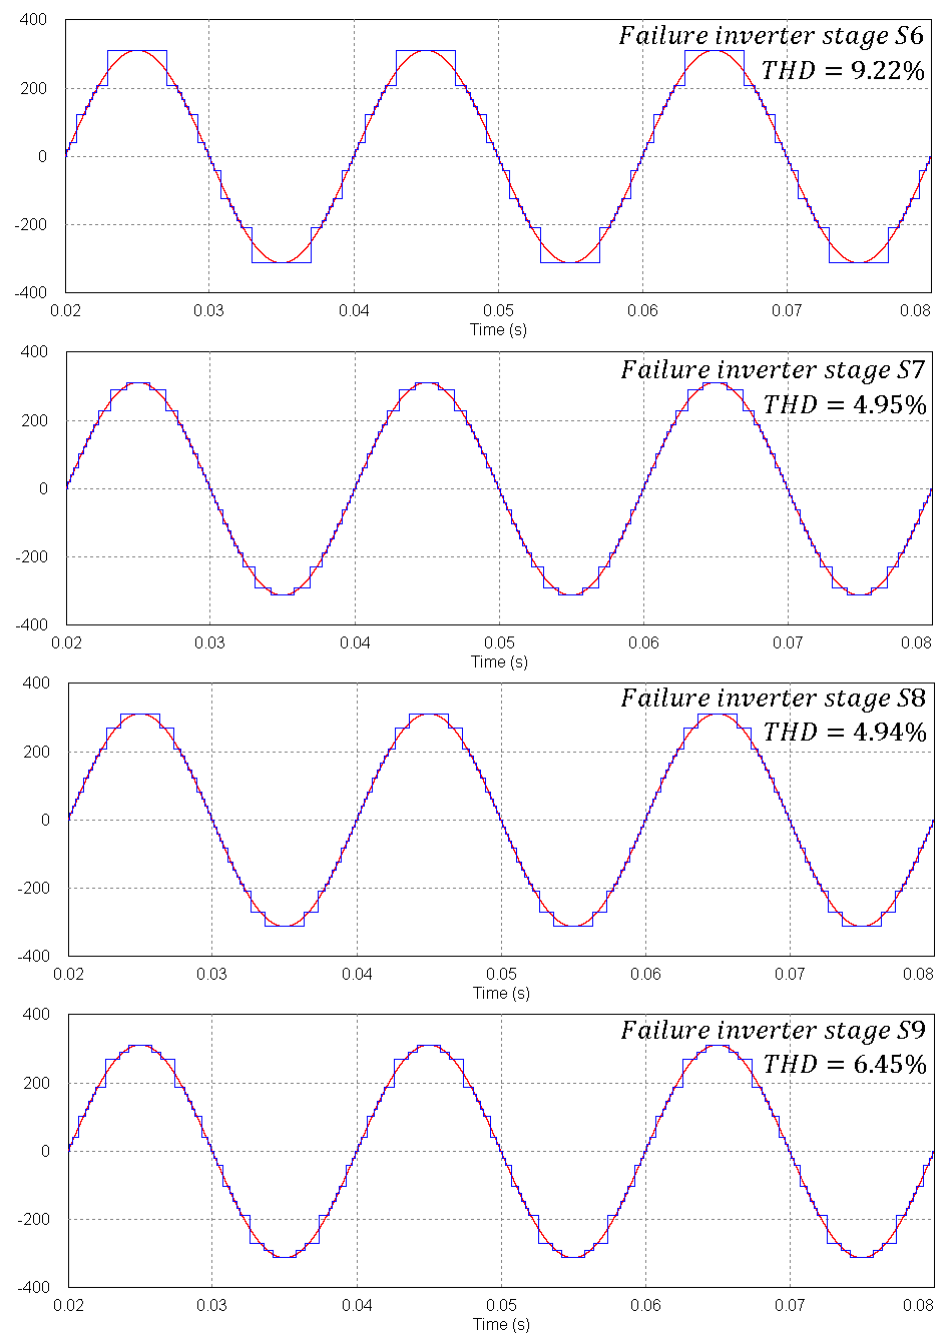 Failure inverter stage S6
THD = 9.22%
400
200
0
-200
-400
0.02 0.03 0.04 0.05 0.06 0.07 0.08
Time (s)
Failure inverter stage S7
THD = 4.95%
400
200
0
-200
-400
0.02 0.03 0.04 0.05 0.06 0.07 0.08
Time (s)
Failure inverter stage S8
THD = 4.94%
400
200
0
-200
-400
0.02 0.03 0.04 0.05 0.06 0.07 0.08
Time (s)
Failure inverter stage S9
THD = 6.45%
400
200
0
-200
-400
0.02 0.03 0.04 0.05 0.06 0.07 0.08
Time (s)